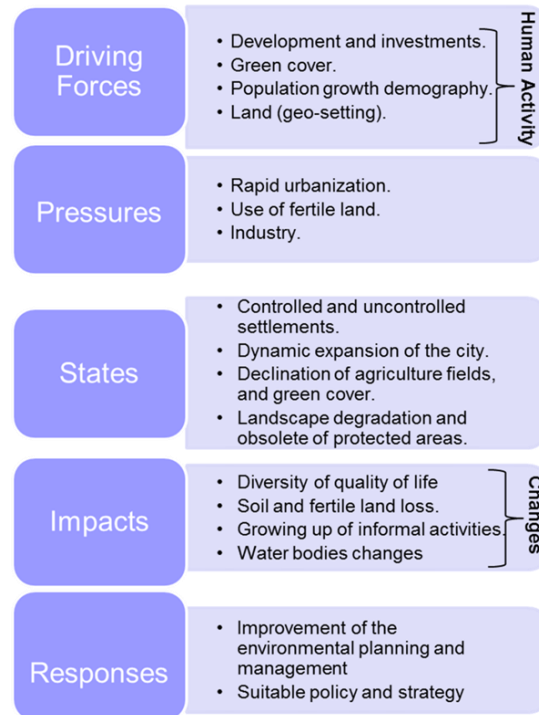 Driving
Forces
• Development and investments.
• Green cover.
• Population growth demography.
• Land (geo-setting).
Human Activity
Pressures
• Rapid urbanization.
• Use of fertile land.
• Industry.
States
• Controlled and uncontrolled
settlements.
• Dynamic expansion of the city.
• Declination of agriculture fields,
and green cover.
• Landscape degradation and
obsolete of protected areas.
Impacts
• Diversity of quality of life
• Soil and fertile land loss.
• Growing up of informal activities.
• Water bodies changes
Changes
Responses
• Improvement of the
environmental planning and
management
• Suitable policy and strategy